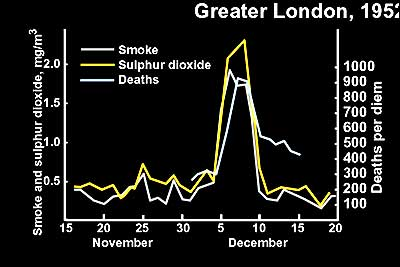 Greater London, 1952
Smoke and sulphur dioxide, mg/m³
2.0
1.5
1.0
0.5
Smoke
Sulphur dioxide
Deaths
1000
900
800
700
600
500
400
300
200
100
Deaths per diem
15 20 25 30 5 10 15 20
November December